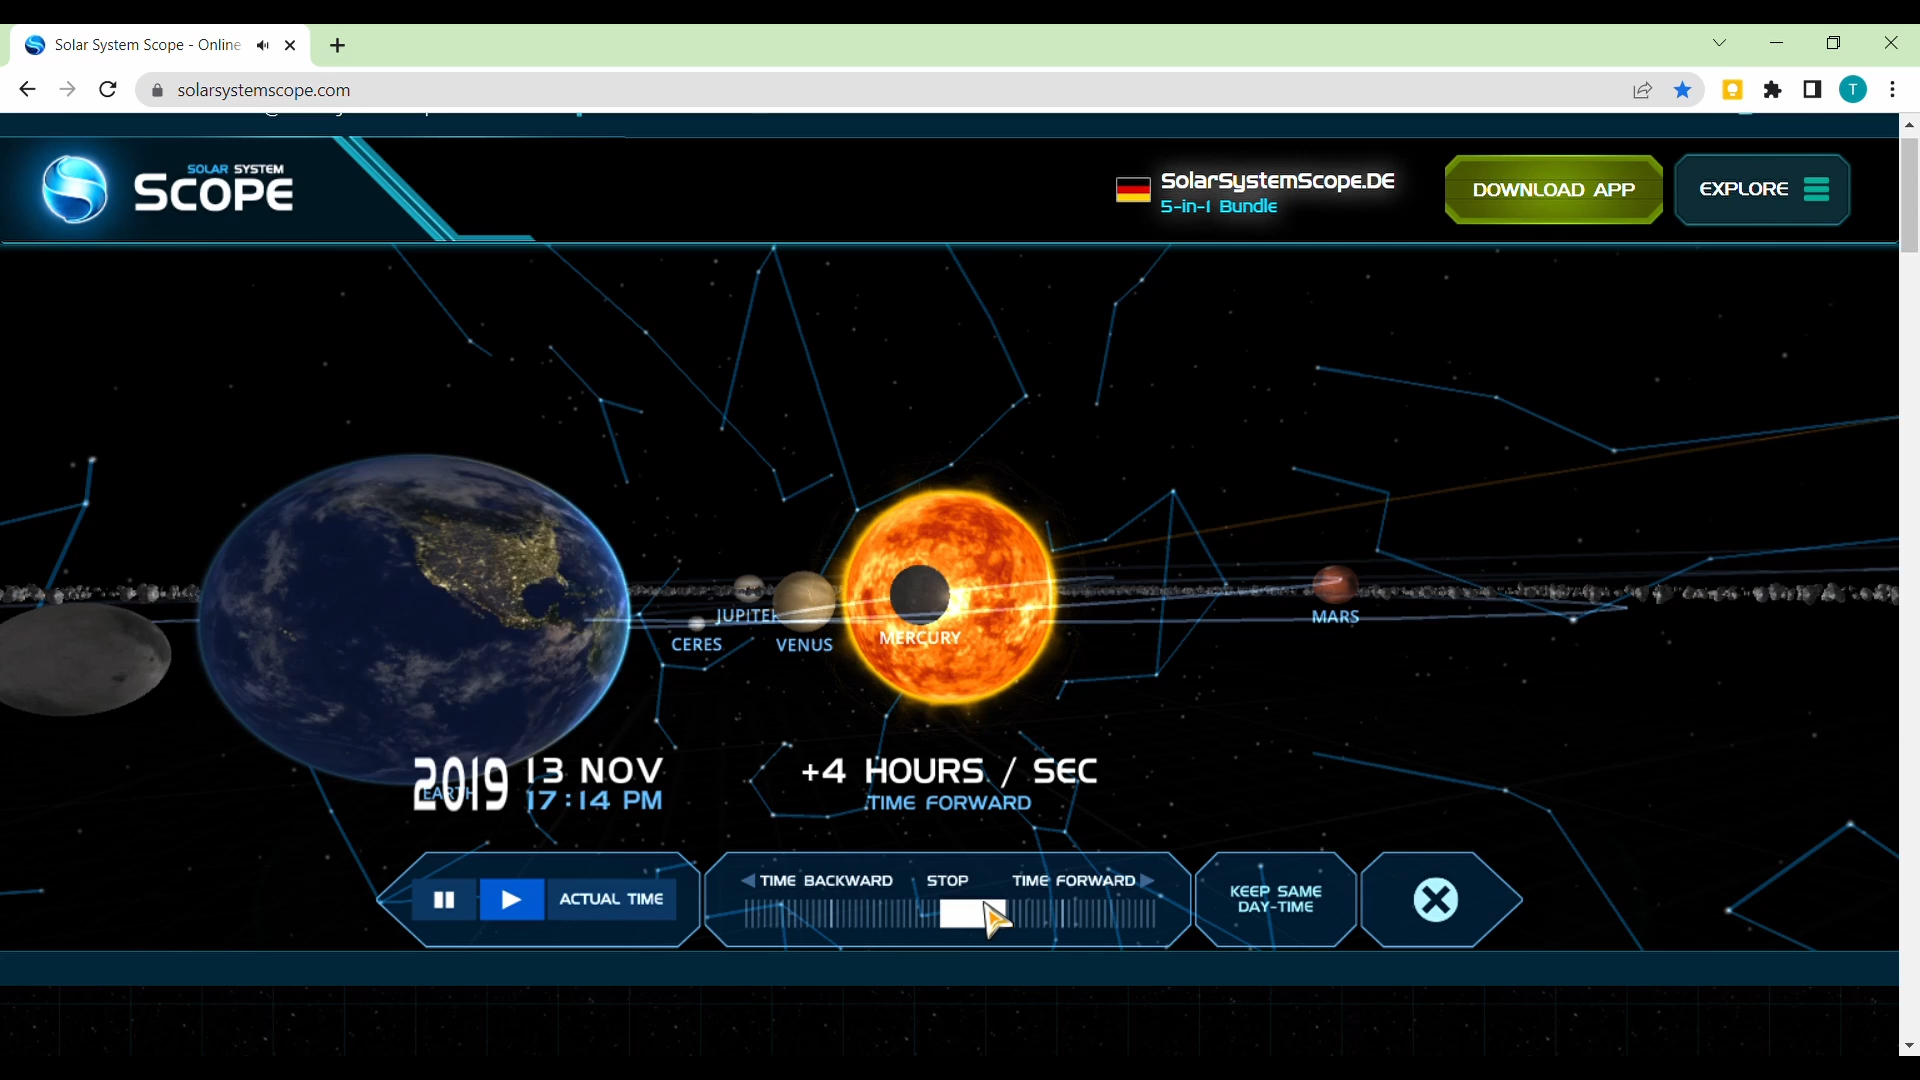 Solar System Scope - Online
solarsystemscope.com
T
SOLAR SYSTEM
SCOPE
SolarSystemScope.DE
5-in-1 Bundle
DOWNLOAD APP
EXPLORE
JUPITER
CERES
VENUS
MERCURY
MARS
EARTH
2019 13 NOV
17:14 PM
+4 HOURS / SEC
TIME FORWARD
ACTUAL TIME
TIME BACKWARD STOP TIME FORWARD
KEEP SAME
DAY-TIME